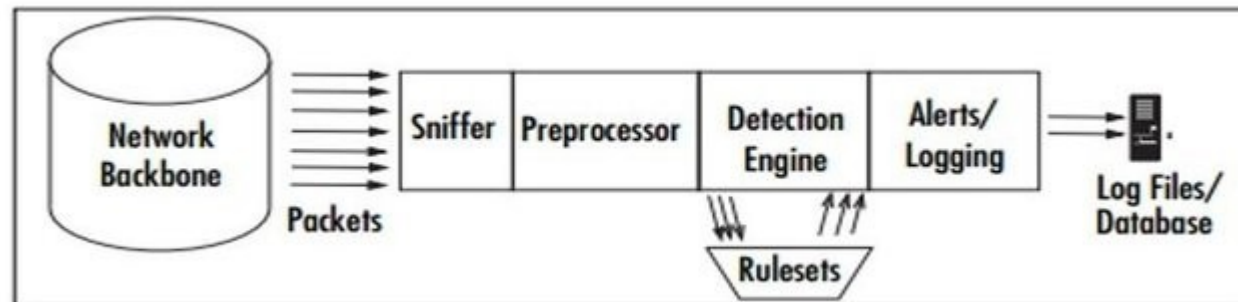 Network
Backbone
Packets
Sniffer
Preprocessor
Detection
Engine
Alerts/
Logging
Rulesets
Log Files/
Database